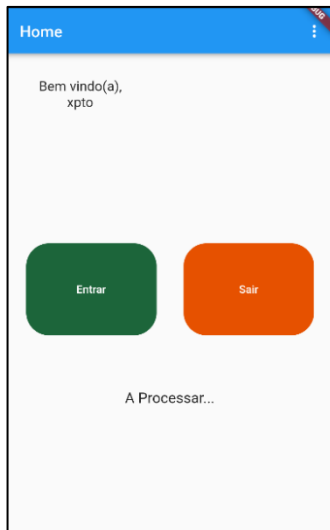 Home
Bem vindo(a),
xpto
Entrar
Sair
A Processar...